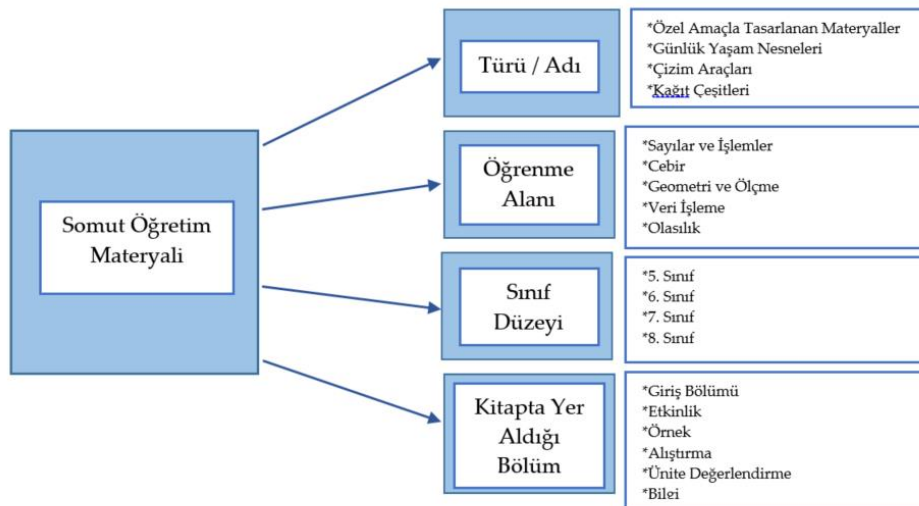 Somut Öğretim
Materyali
Türü / Adı
*Özel Amaçla Tasarlanan Materyaller
*Günlük Yaşam Nesneleri
*Çizim Araçları
*Kağıt Çeşitleri
Öğrenme
Alanı
*Sayılar ve İşlemler
*Cebir
*Geometri ve Ölçme
*Veri İşleme
*Olasılık
Sınıf
Düzeyi
*5. Sınıf
*6. Sınıf
*7. Sınıf
*8. Sınıf
Kitapta Yer
Aldığı
Bölüm
*Giriş Bölümü
*Etkinlik
*Örnek
*Alıştırma
*Ünite Değerlendirme
*Bilgi